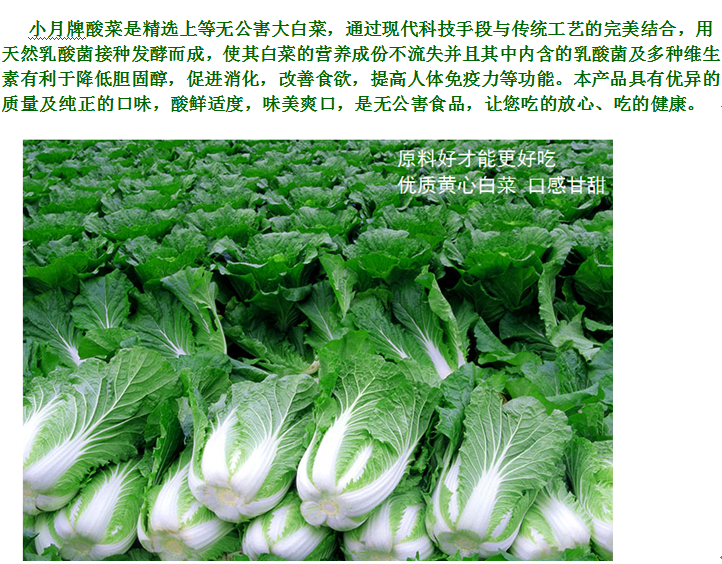 小月牌酸菜是精选上等无公害大白菜，通过现代科技手段与传统工艺的完美结合，用
天然乳酸菌接种发酵而成，使其白菜的营养成份不流失并且其中内含的乳酸菌及多种维生
素有利于降低胆固醇，促进消化，改善食欲，提高人体免疫力等功能。本产品具有优异的
质量及纯正的口味，酸鲜适度，味美爽口，是无公害食品，让您吃的放心、吃的健康。
原料好才能更好吃
优质黄心白菜 口感甘甜